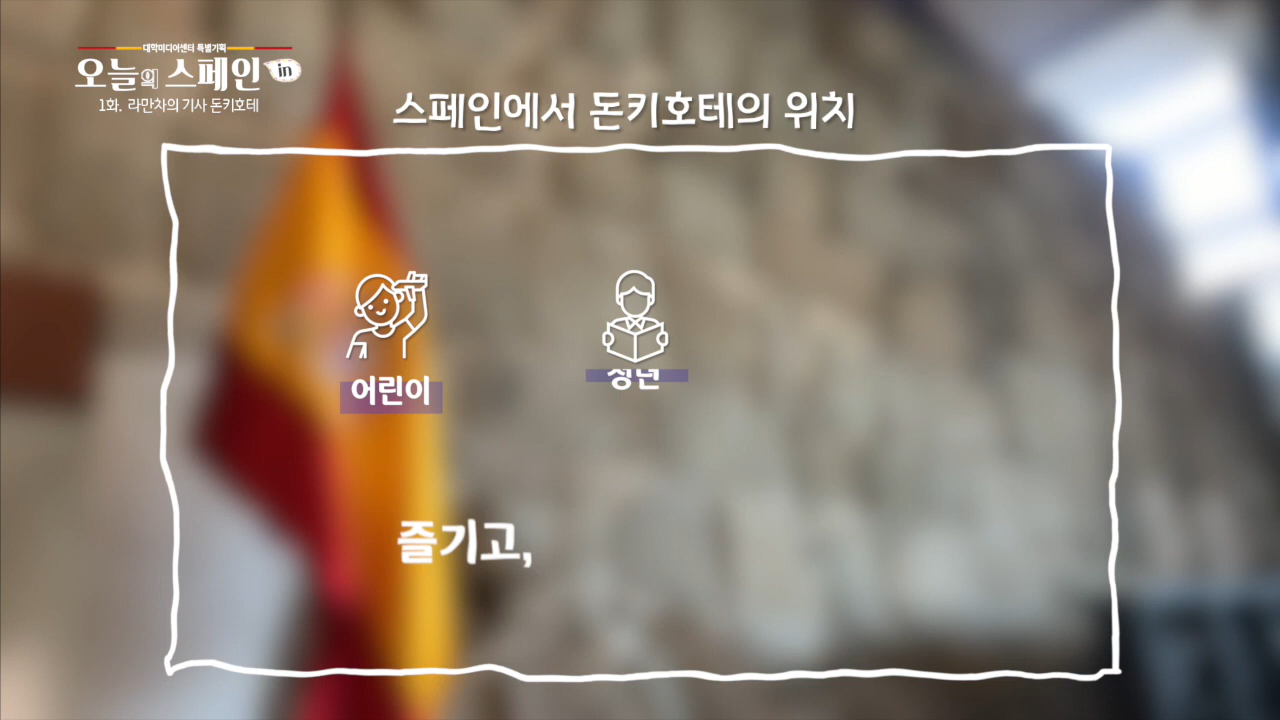 대학미디어센터 특별기획
오늘의 스페인 in
1화. 라만차의 기사 돈키호테
스페인에서 돈키호테의 위치
어린이
청년
즐기고,